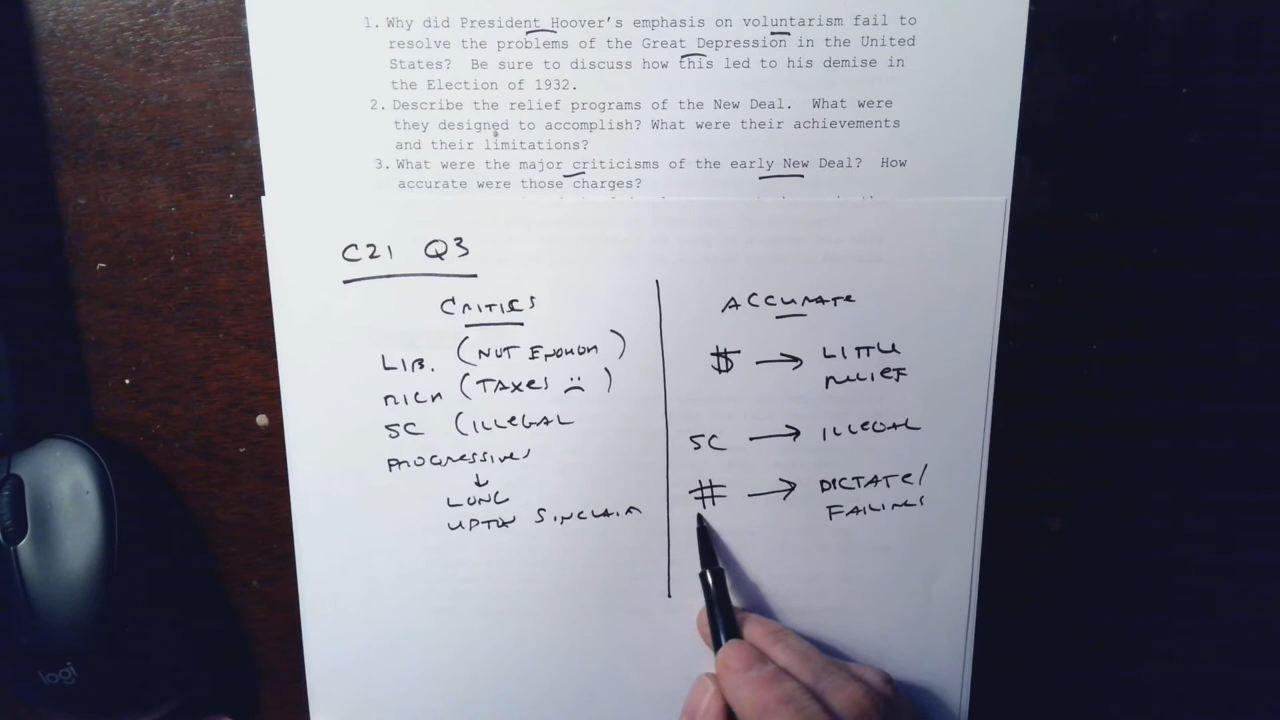 1. Why did President Hoover's emphasis on voluntarism fail to
resolve the problems of the Great Depression in the United
States? Be sure to discuss how this led to his demise in
the Election of 1932.
2. Describe the relief programs of the New Deal. What were
they designed to accomplish? What were their achievements
and their limitations?
3. What were the major criticisms of the early New Deal? How
accurate were those charges?
C21 Q3
CRITICS
LIB. (NOT ENOUGH)
RICH (TAXES ☹)
SC (ILLEGAL
PROGRESSIVES
↓
LONG
UPTON SINCLAIR
ACCURATE
$ → LITTLE
RELIEF
SC → ILLEGAL
# → DICTATE/
FAILINGS
logi